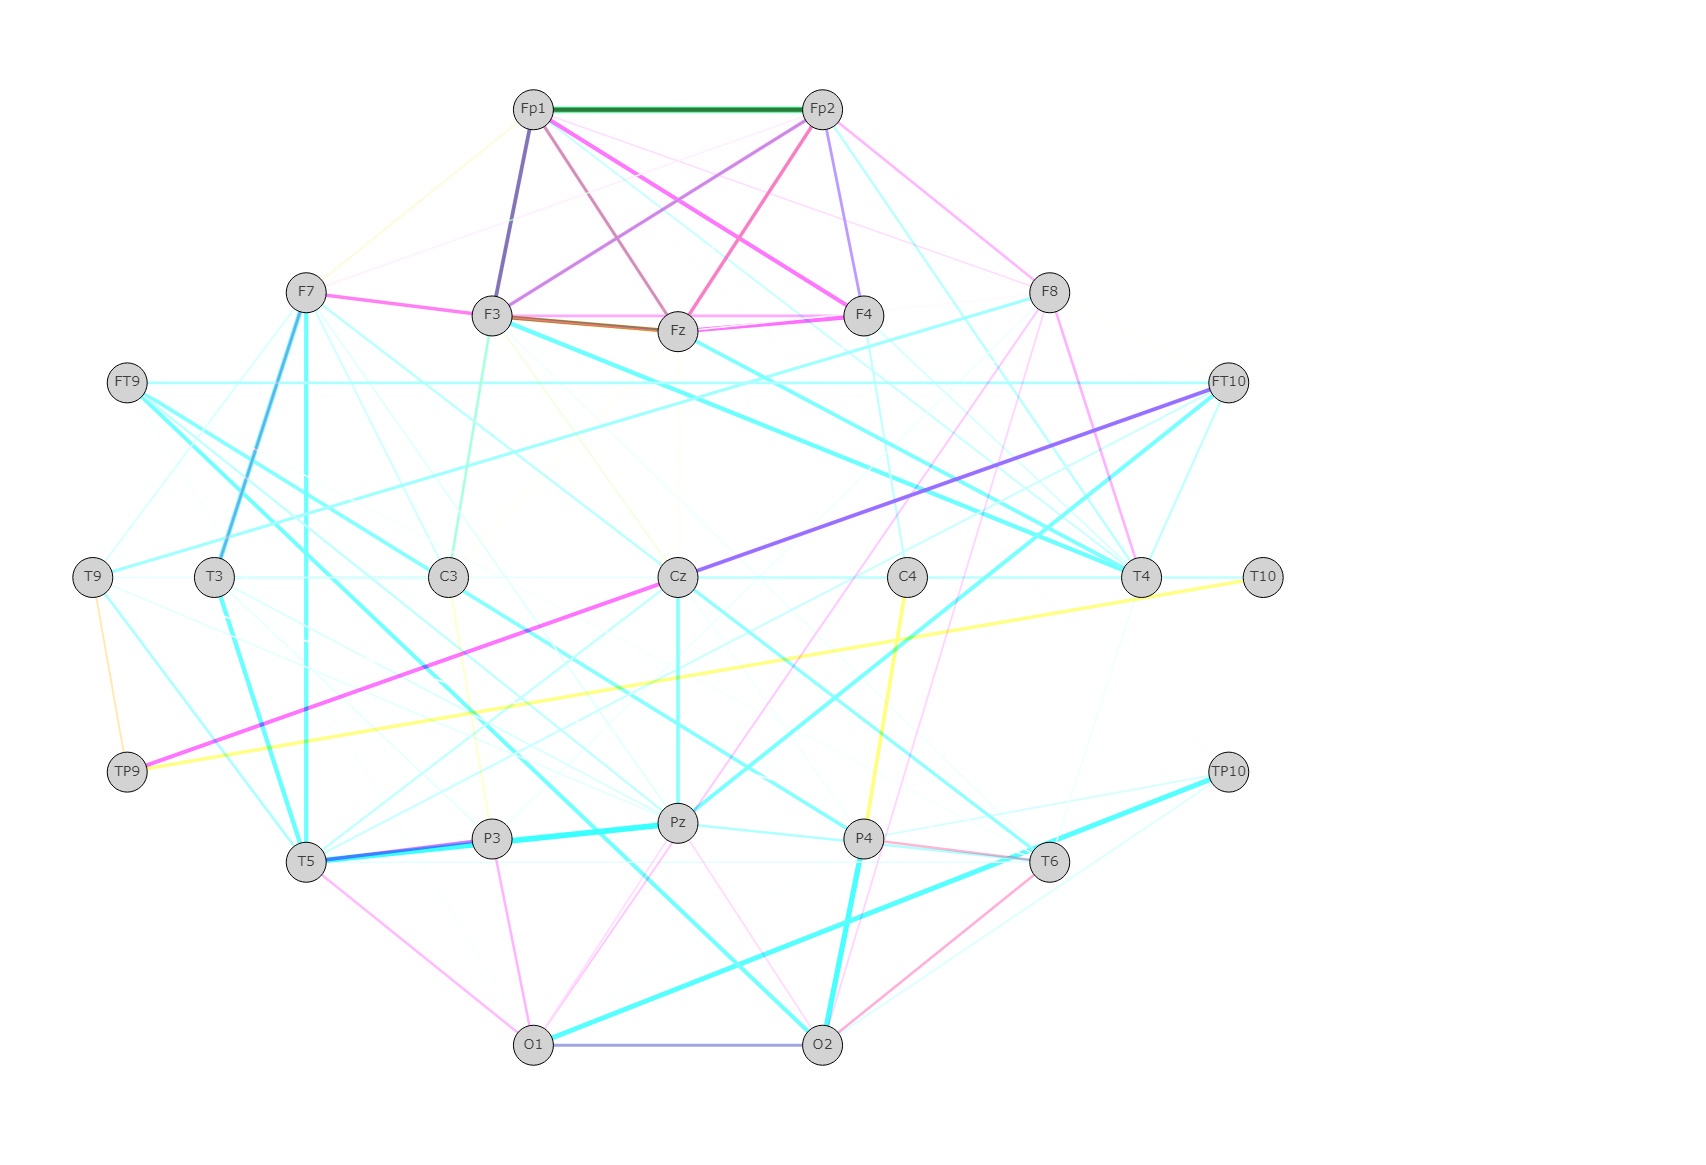 Fp1 Fp2
F7 F8
F3 Fz F4
FT9 FT10
T9 T3 C3 Cz C4 T4 T10
TP9 TP10
Pz
P3 P4
T5 T6
O1 O2